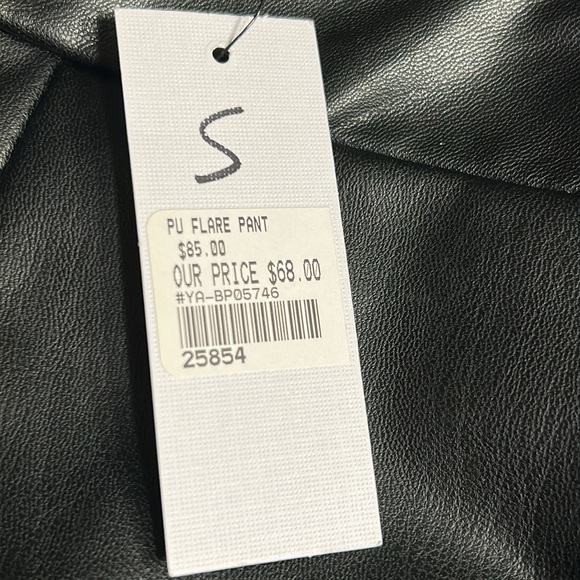 S
PU FLARE PANT
$85.00
OUR PRICE $68.00
#YA-BP05746
25854